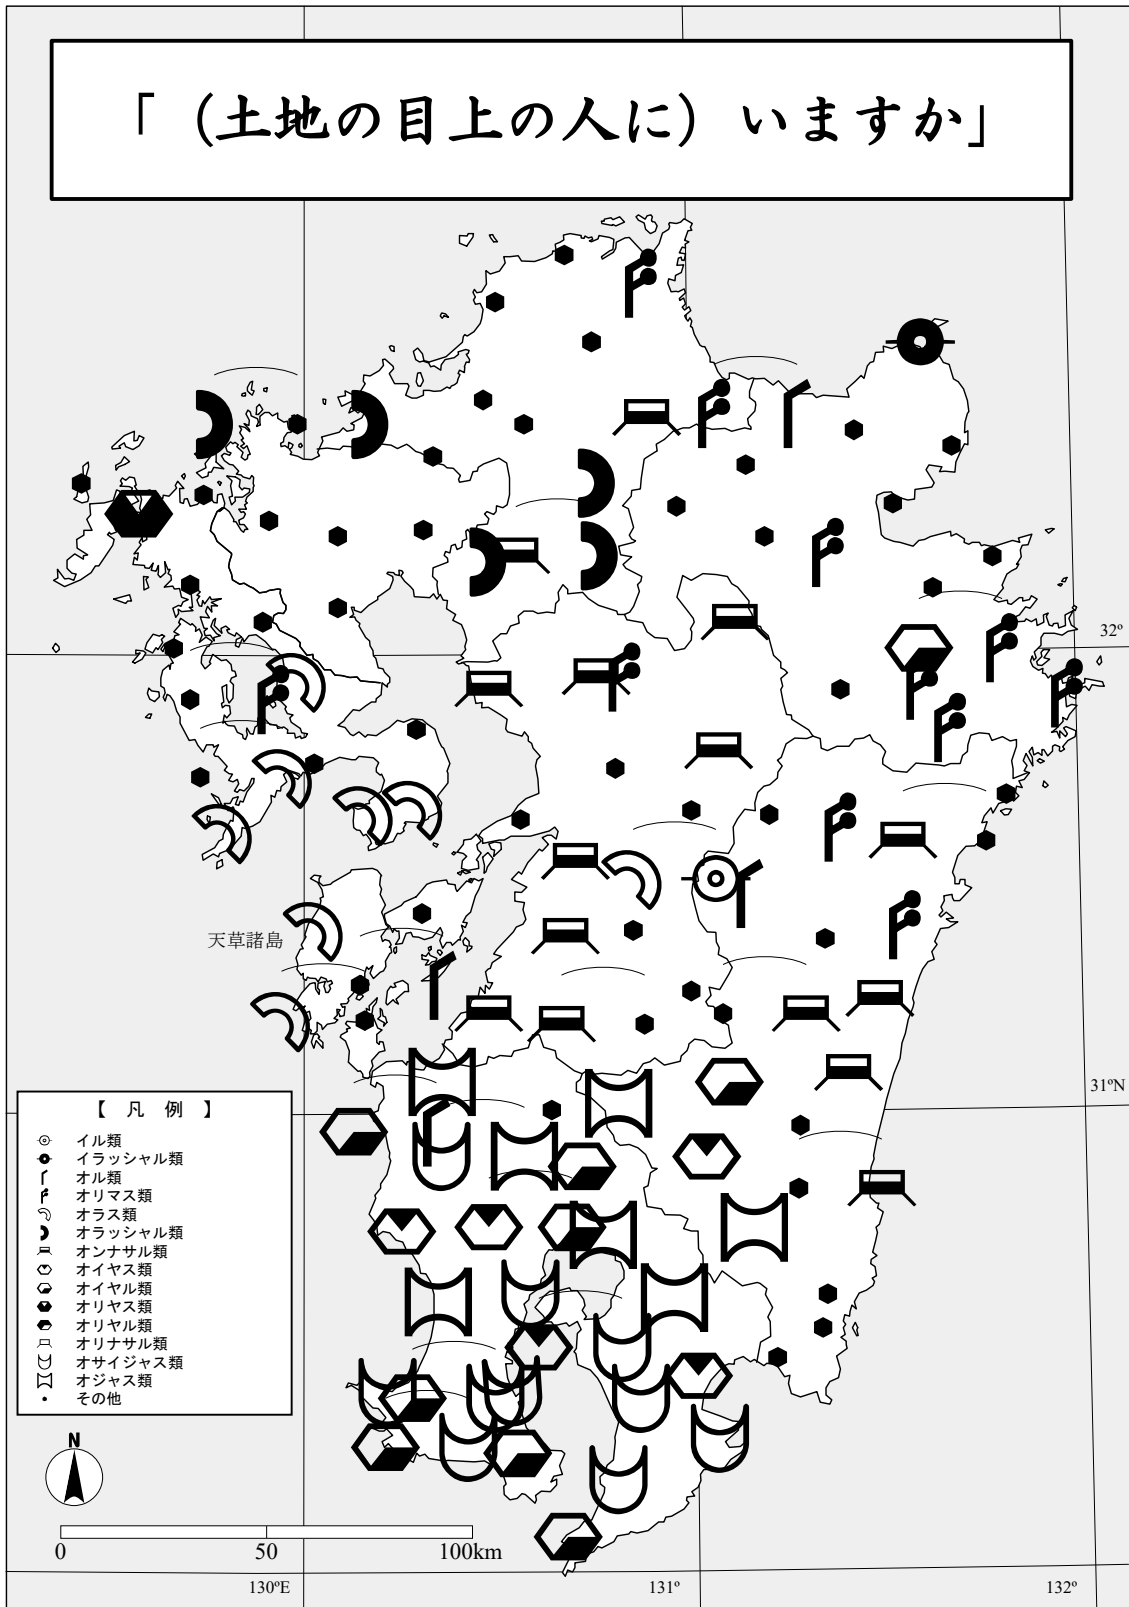 「（土地の目上の人に）いますか」
32º
天草諸島
31ºN
【 凡 例 】
イル類
イラッシャル類
オル類
オリマス類
オラス類
オラッシャル類
オンナサル類
オイヤス類
オイヤル類
オリヤス類
オリヤル類
オリナサル類
オサイジャス類
オジャス類
その他
N
0 50 100km
130ºE 131º 132º